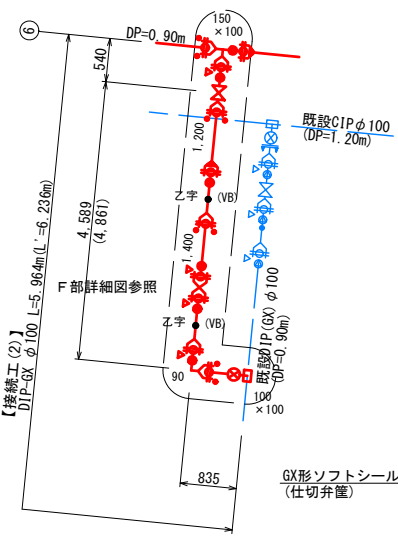 6
DP=0.90m
150
×100
540
既設CIPφ100
(DP=1.20m)
1,200
乙字
(VB)
4,589
(4,861)
1,400
F部詳細図参照
乙字
(VB)
既設DIP(GX)φ100
(DP=0.90m)
90
100
×100
【接続工(2)】
DIP-GX φ100 L=5.964m(L'=6.236m)
835
GX形ソフトシール
(仕切弁筐)